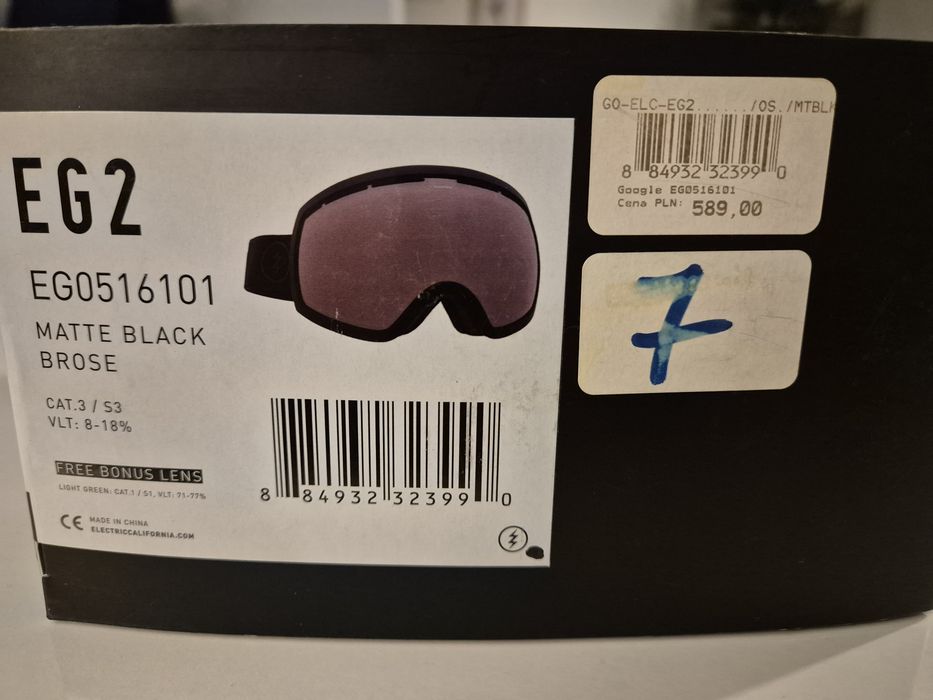 EG2
EG0516101
MATTE BLACK
BROSE
CAT.3 / S3
VLT: 8-18%
FREE BONUS LENS
LIGHT GREEN: CAT.1 / S1, VLT: 71-77%
CE MADE IN CHINA
ELECTRICCALIFORNIA.COM
8 84932 32399 0
GO-ELC-EG2....../OS./MTBLK
8 84932 32399 0
Google EG0516101
Cena PLN: 589,00
7